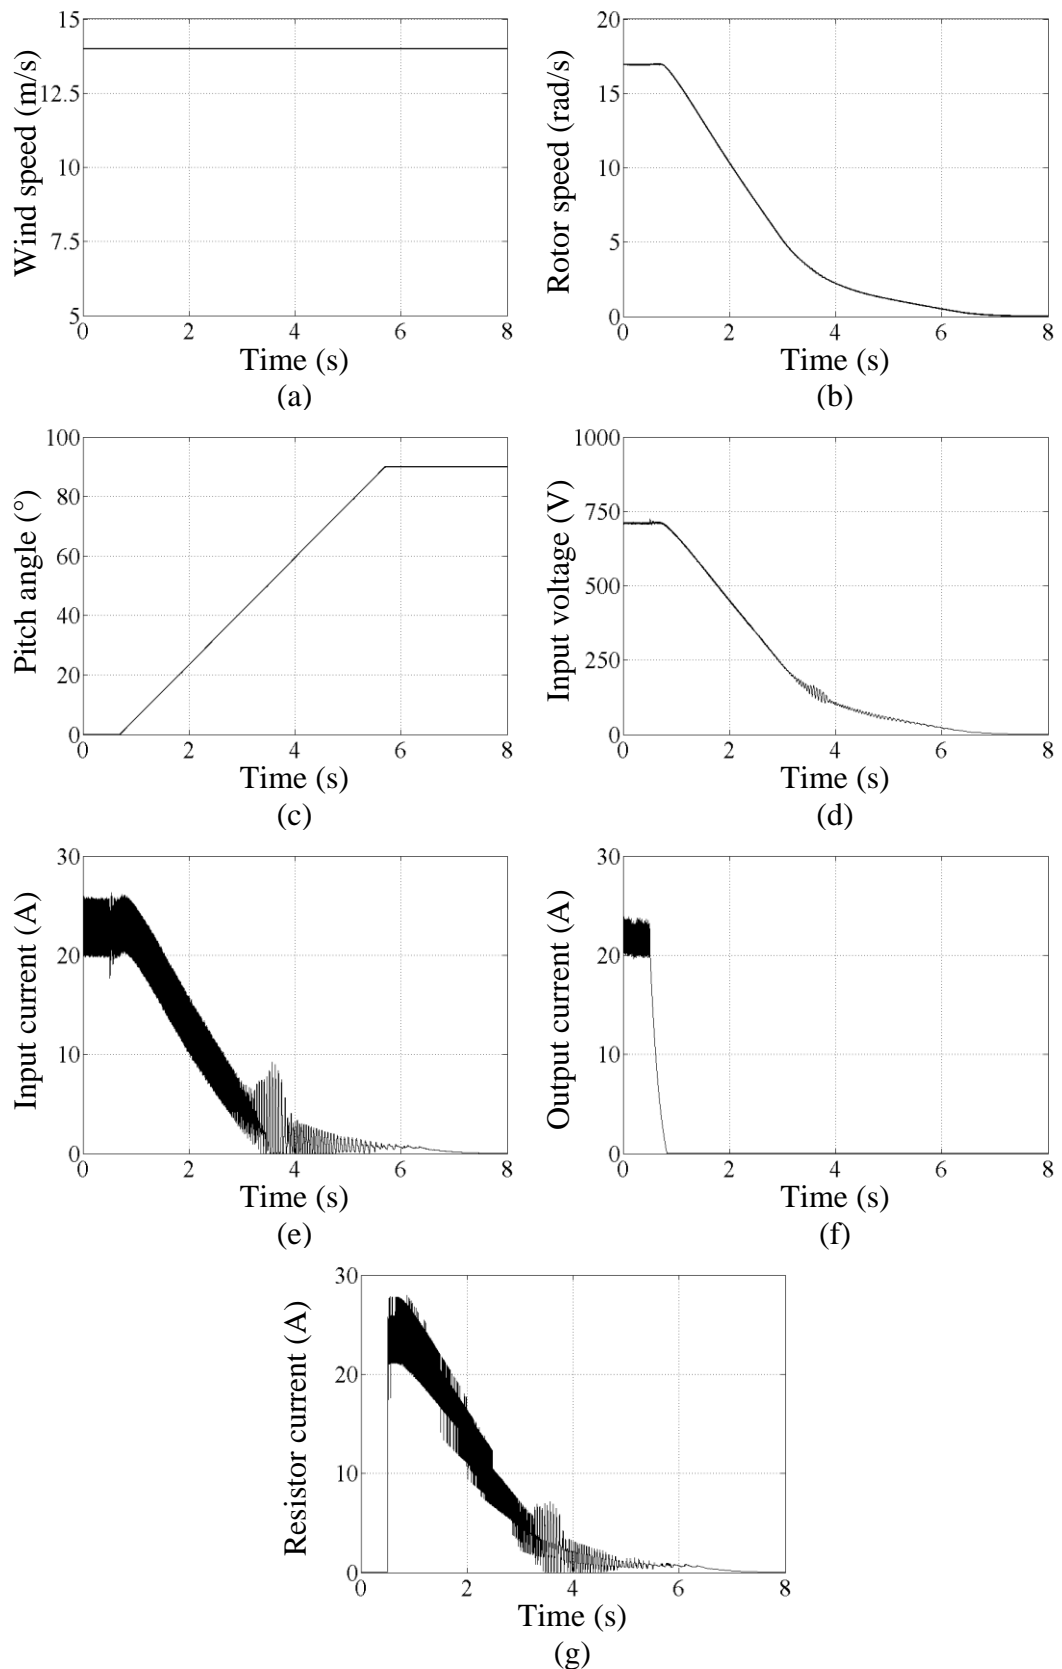 15
12.5
10
7.5
5
0 2 4 6 8
Wind speed (m/s)
Time (s)
(a)
20
15
10
5
0
0 2 4 6 8
Rotor speed (rad/s)
Time (s)
(b)
100
80
60
40
20
0
0 2 4 6 8
Pitch angle (°)
Time (s)
(c)
1000
750
500
250
0
0 2 4 6 8
Input voltage (V)
Time (s)
(d)
30
20
10
0
0 2 4 6 8
Input current (A)
Time (s)
(e)
30
20
10
0
0 2 4 6 8
Output current (A)
Time (s)
(f)
30
20
10
0
0 2 4 6 8
Resistor current (A)
Time (s)
(g)